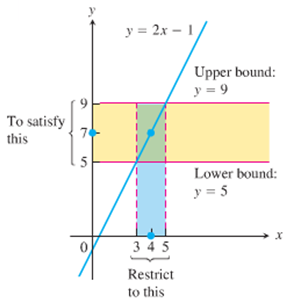 y
y = 2x − 1
Upper bound:
y = 9
9
To satisfy
this
7
5
Lower bound:
y = 5
x
0
3 4 5
Restrict
to this